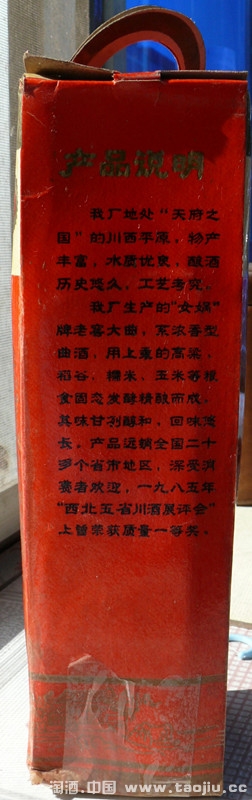 产品说明
我厂地处“天府之
国”的川西平原，物产
丰富，水质优良，酿酒
历史悠久，工艺考究。
我厂生产的“女娲”
牌老窖大曲，系浓香型
曲酒，用上乘的高粱、
稻谷、糯米、玉米等粮
食固态发酵精酿而成，
其味甘冽醇和，回味悠
长。产品远销全国二十
多个省市地区，深受消
费者欢迎，一九八五年
“西北五省川酒展评会”
上暂荣获质量一等奖。
淘酒.中国 www.taojiu.cc